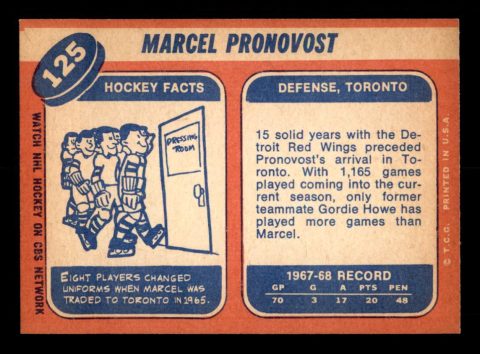 125
MARCEL PRONOVOST
WATCH NHL HOCKEY ON CBS NETWORK
HOCKEY FACTS
DRESSING
ROOM
EIGHT PLAYERS CHANGED
UNIFORMS WHEN MARCEL WAS
TRADED TO TORONTO IN 1965.
DEFENSE, TORONTO
15 solid years with the De-
troit Red Wings preceded
Pronovost's arrival in To-
ronto. With 1,165 games
played coming into the cur-
rent season, only former
teammate Gordie Howe has
played more games than
Marcel.
1967-68 RECORD
GP G A PTS PEN
70 3 17 20 48
© T.C.G. PRINTED IN U.S.A.